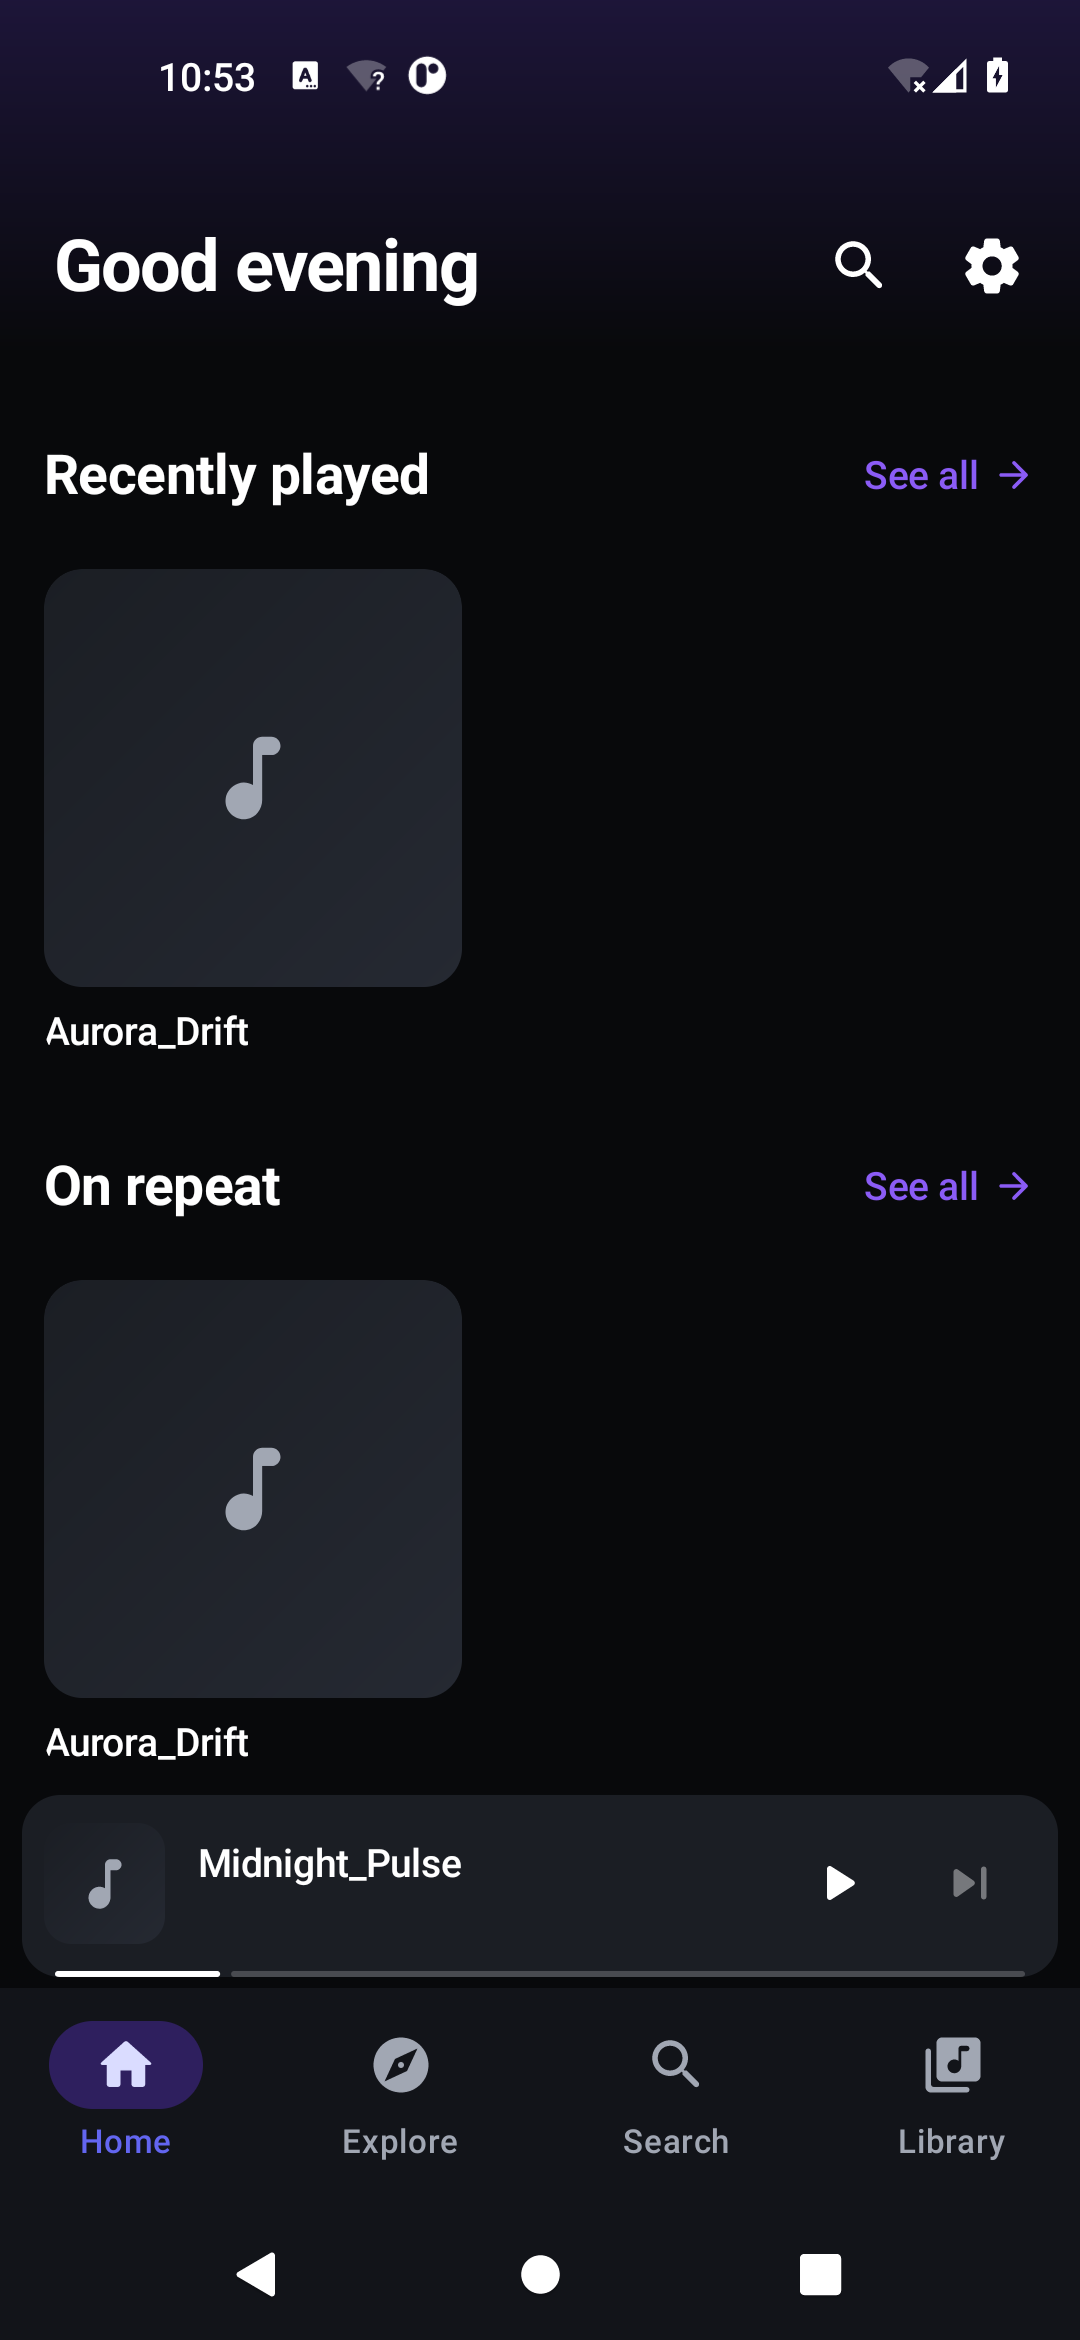 10:53
Good evening
Recently played
See all
Aurora_Drift
On repeat
See all
Aurora_Drift
Midnight_Pulse
Home
Explore
Search
Library